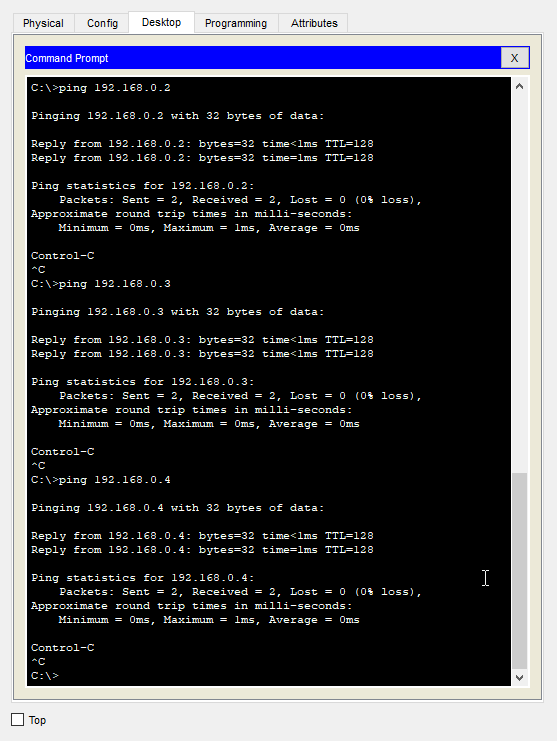 Physical Config Desktop Programming Attributes
Command Prompt X
C:\>ping 192.168.0.2
Pinging 192.168.0.2 with 32 bytes of data:
Reply from 192.168.0.2: bytes=32 time<1ms TTL=128
Reply from 192.168.0.2: bytes=32 time=1ms TTL=128
Ping statistics for 192.168.0.2:
Packets: Sent = 2, Received = 2, Lost = 0 (0% loss),
Approximate round trip times in milli-seconds:
Minimum = 0ms, Maximum = 1ms, Average = 0ms
Control-C
^C
C:\>ping 192.168.0.3
Pinging 192.168.0.3 with 32 bytes of data:
Reply from 192.168.0.3: bytes=32 time<1ms TTL=128
Reply from 192.168.0.3: bytes=32 time<1ms TTL=128
Ping statistics for 192.168.0.3:
Packets: Sent = 2, Received = 2, Lost = 0 (0% loss),
Approximate round trip times in milli-seconds:
Minimum = 0ms, Maximum = 0ms, Average = 0ms
Control-C
^C
C:\>ping 192.168.0.4
Pinging 192.168.0.4 with 32 bytes of data:
Reply from 192.168.0.4: bytes=32 time<1ms TTL=128
Reply from 192.168.0.4: bytes=32 time=1ms TTL=128
Ping statistics for 192.168.0.4:
Packets: Sent = 2, Received = 2, Lost = 0 (0% loss),
Approximate round trip times in milli-seconds:
Minimum = 0ms, Maximum = 1ms, Average = 0ms
Control-C
^C
C:\>
Top